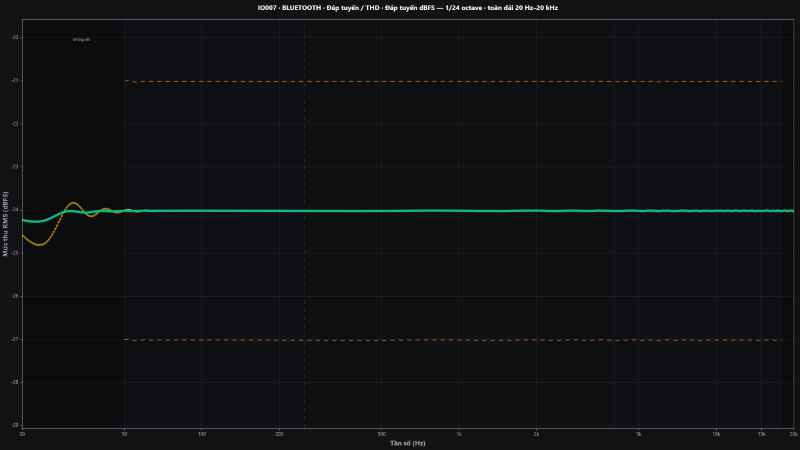 IO007 · BLUETOOTH · Đáp tuyến / THD · Đáp tuyến dBFS — 1/24 octave · toàn dải 20 Hz–20 kHz
-20
-21
-22
-23
-24
-25
-26
-27
-28
-29
Mức thu RMS (dBFS)
20
50
100
200
500
1k
2k
5k
10k
15k
20k
Tần số (Hz)